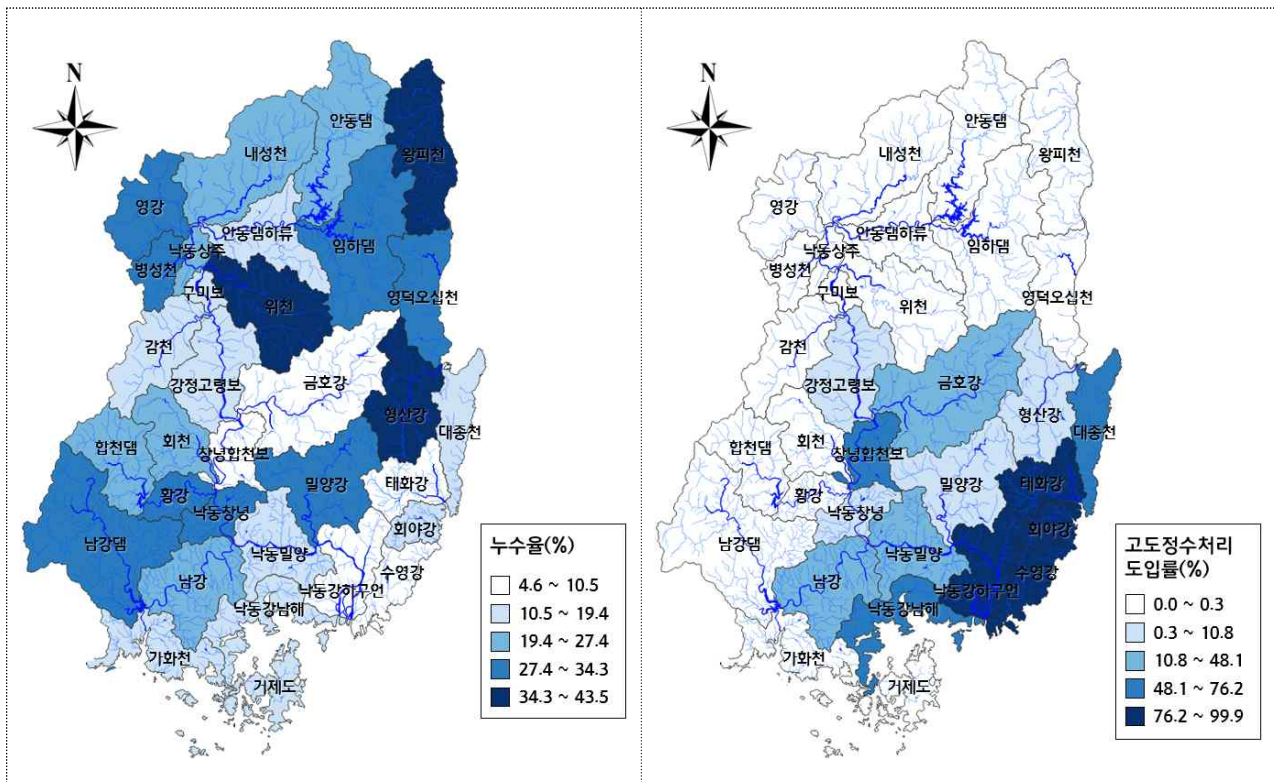 N
안동댐
왕피천
내성천
영강
안동댐하류
임하댐
낙동상주
병성천
구미보
위천
영덕오십천
감천
강정고령보
금호강
형산강
대종천
합천댐
회천
창녕합천보
밀양강
태화강
황강
낙동창녕
회야강
남강댐
낙동밀양
수영강
남강
낙동강남해
낙동강하구언
가화천
거제도
누수율(%)
4.6 ~ 10.5
10.5 ~ 19.4
19.4 ~ 27.4
27.4 ~ 34.3
34.3 ~ 43.5
N
안동댐
내성천
왕피천
영강
안동댐하류
임하댐
낙동상주
병성천
구미보
위천
영덕오십천
감천
강정고령보
금호강
형산강
대종천
합천댐
회천
창녕합천보
밀양강
태화강
황강
낙동창녕
회야강
남강댐
낙동밀양
수영강
남강
낙동강하구언
낙동강남해
가화천
거제도
고도정수처리
도입률(%)
0.0 ~ 0.3
0.3 ~ 10.8
10.8 ~ 48.1
48.1 ~ 76.2
76.2 ~ 99.9